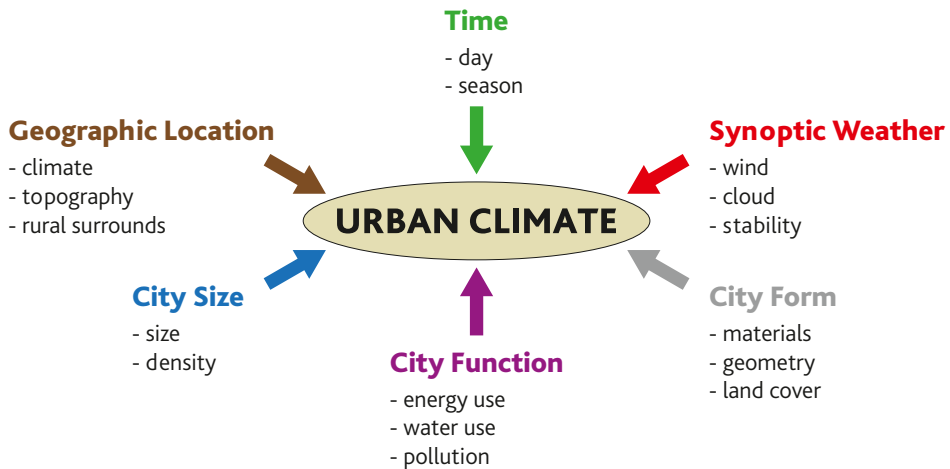 Time
- day
- season
Geographic Location
- climate
- topography
- rural surrounds
Synoptic Weather
- wind
- cloud
- stability
URBAN CLIMATE
City Size
- size
- density
City Function
- energy use
- water use
- pollution
City Form
- materials
- geometry
- land cover